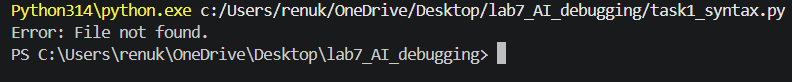 Python314\python.exe c:/Users/renuk/OneDrive/Desktop/lab7_AI_debugging/task1_syntax.py
Error: File not found.
PS C:\Users\renuk\OneDrive\Desktop\lab7_AI_debugging>